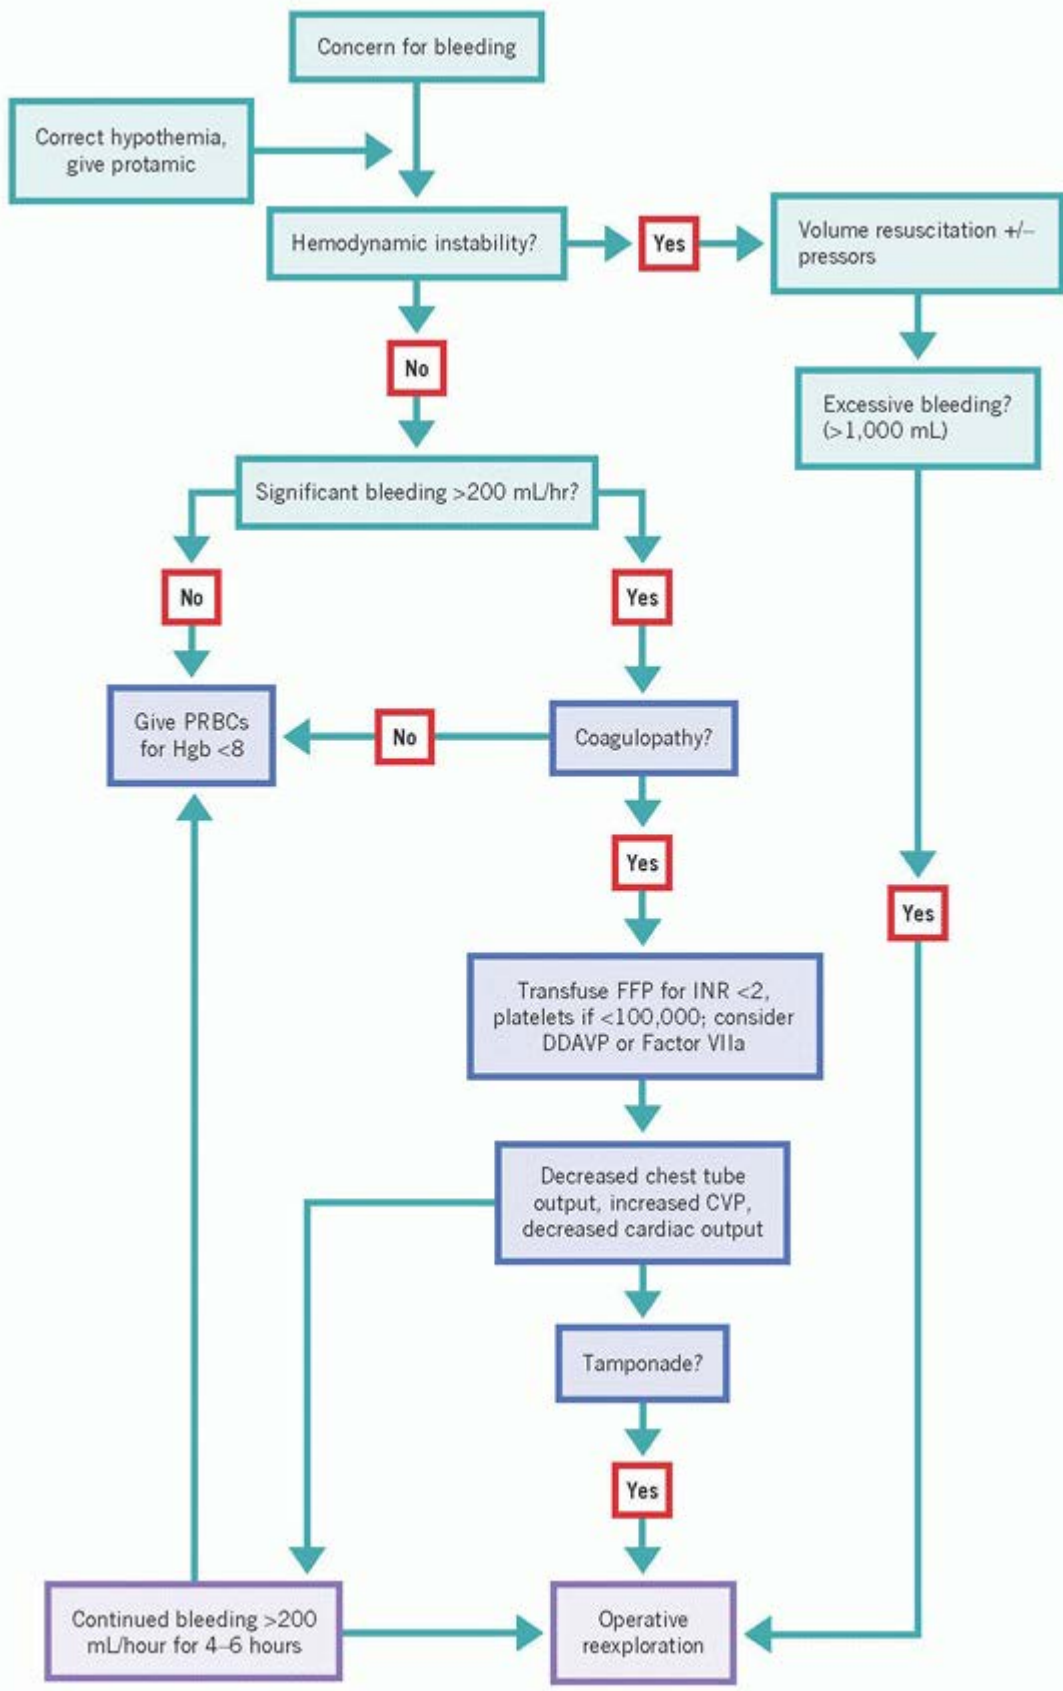 Concern for bleeding
Correct hypothemia,
give protamic
Hemodynamic instability?
Yes
Volume resuscitation +/–
pressors
No
Excessive bleeding?
(>1,000 mL)
Significant bleeding >200 mL/hr?
No
Yes
Give PRBCs
for Hgb <8
No
Coagulopathy?
Yes
Yes
Transfuse FFP for INR <2,
platelets if <100,000; consider
DDAVP or Factor VIIa
Decreased chest tube
output, increased CVP,
decreased cardiac output
Tamponade?
Yes
Continued bleeding >200
mL/hour for 4–6 hours
Operative
reexploration